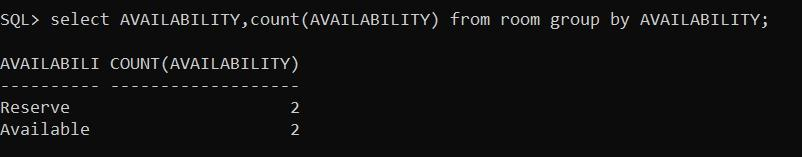 SQL> select AVAILABILITY,count(AVAILABILITY) from room group by AVAILABILITY;
AVAILABILI COUNT(AVAILABILITY)
---------- -------------------
Reserve                      2
Available                    2